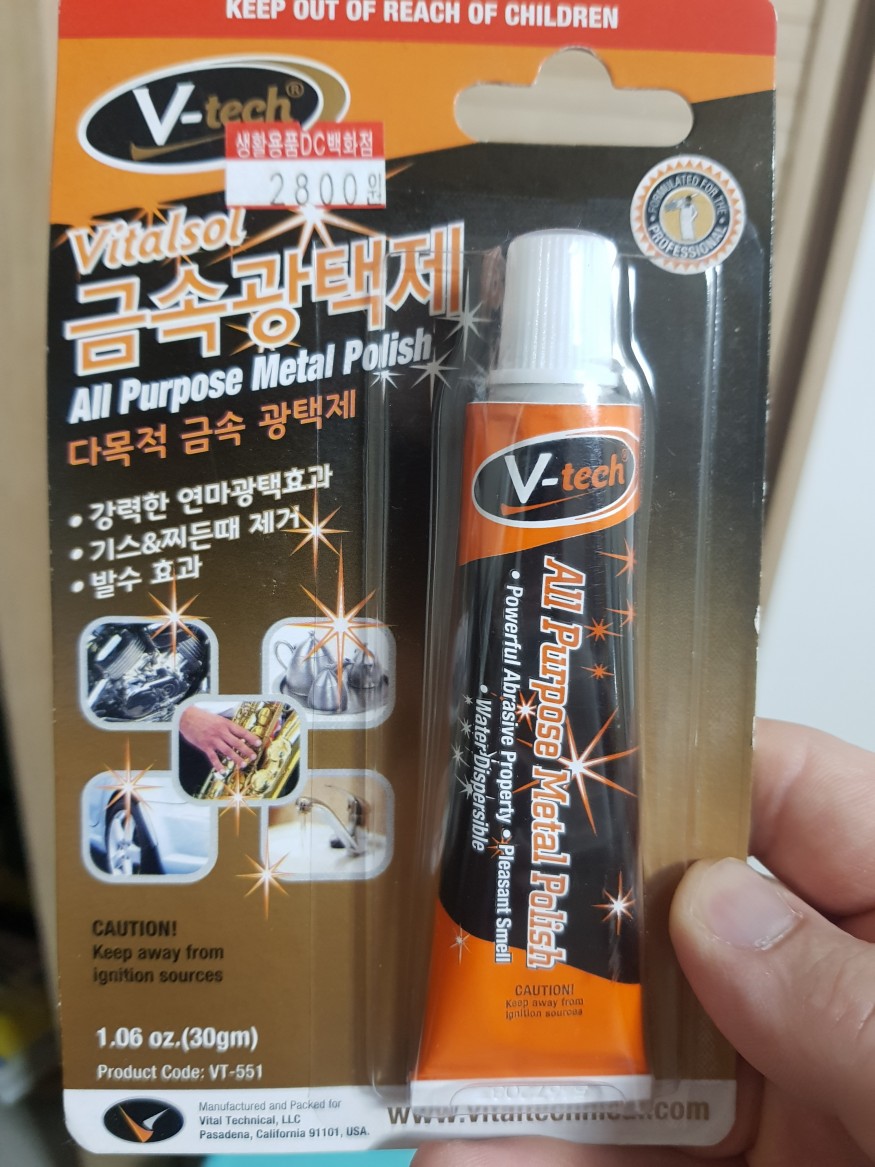 KEEP OUT OF REACH OF CHILDREN
V-tech®
생활용품DC백화점
2800원
FORMULATED FOR THE
PROFESSIONAL
Vitalsol
금속광택제
All Purpose Metal Polish
다목적 금속 광택제
• 강력한 연마광택효과
• 기스&찌든때 제거
• 발수 효과
V-tech
All Purpose Metal Polish
• Powerful Abrasive Property • Pleasant Smell
• Water Dispersible
CAUTION!
Keep away from
ignition sources
CAUTION!
Keep away from
ignition sources
1.06 oz.(30gm)
Product Code: VT-551
Manufactured and Packed for
Vital Technical, LLC
Pasadena, California 91101, USA.